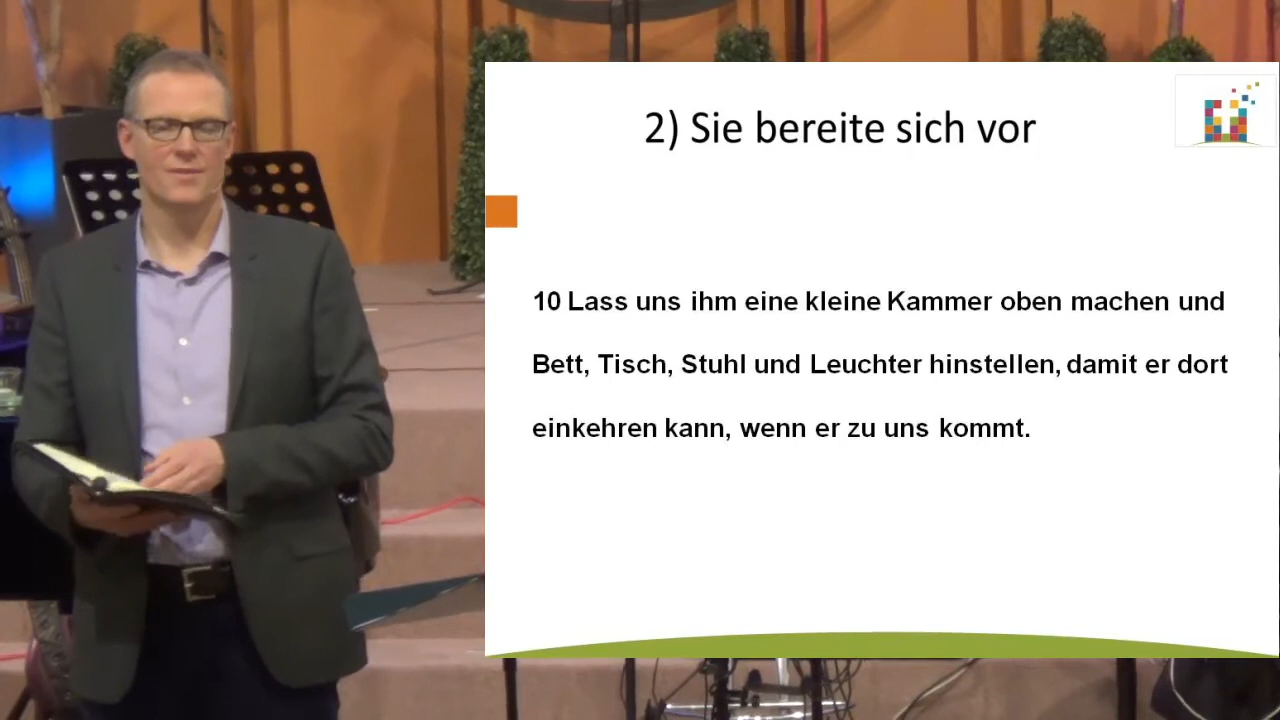 2) Sie bereite sich vor
10 Lass uns ihm eine kleine Kammer oben machen und
Bett, Tisch, Stuhl und Leuchter hinstellen, damit er dort
einkehren kann, wenn er zu uns kommt.